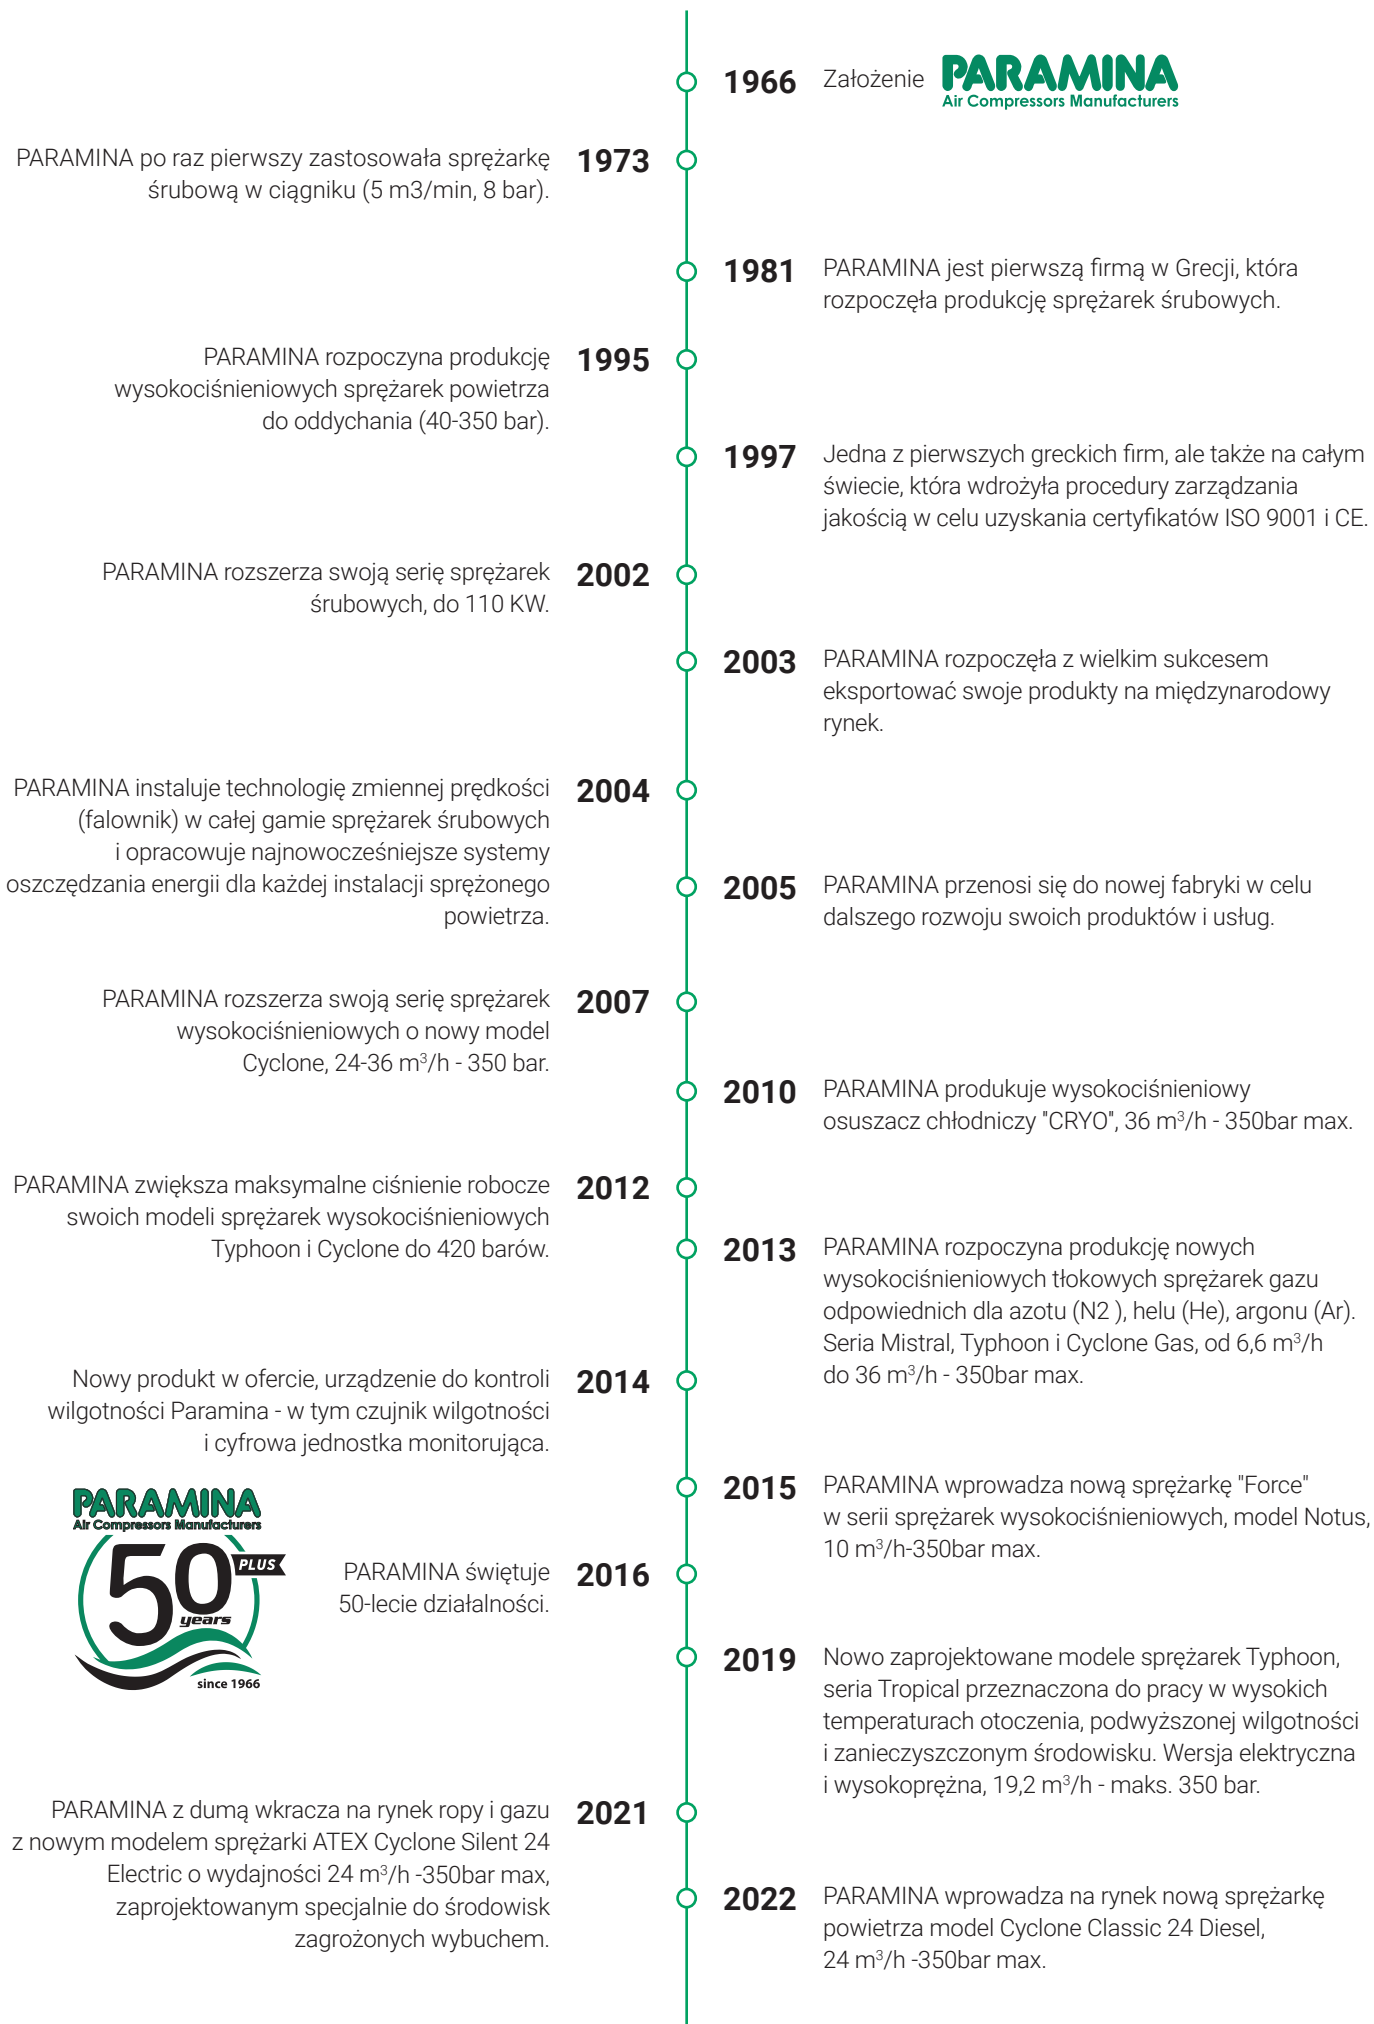 1966 Założenie PARAMINA
Air Compressors Manufacturers
PARAMINA po raz pierwszy zastosowała sprężarkę 1973
śrubową w ciągniku (5 m3/min, 8 bar).
1981 PARAMINA jest pierwszą firmą w Grecji, która
rozpoczęła produkcję sprężarek śrubowych.
PARAMINA rozpoczyna produkcję 1995
wysokociśnieniowych sprężarek powietrza
do oddychania (40-350 bar).
1997 Jedna z pierwszych greckich firm, ale także na całym
świecie, która wdrożyła procedury zarządzania
jakością w celu uzyskania certyfikatów ISO 9001 i CE.
PARAMINA rozszerza swoją serię sprężarek 2002
śrubowych, do 110 KW.
2003 PARAMINA rozpoczęła z wielkim sukcesem
eksportować swoje produkty na międzynarodowy
rynek.
PARAMINA instaluje technologię zmiennej prędkości 2004
(falownik) w całej gamie sprężarek śrubowych
i opracowuje najnowocześniejsze systemy
oszczędzania energii dla każdej instalacji sprężonego
powietrza.
2005 PARAMINA przenosi się do nowej fabryki w celu
dalszego rozwoju swoich produktów i usług.
PARAMINA rozszerza swoją serię sprężarek 2007
wysokociśnieniowych o nowy model
Cyclone, 24-36 m³/h - 350 bar.
2010 PARAMINA produkuje wysokociśnieniowy
osuszacz chłodniczy "CRYO", 36 m³/h - 350bar max.
PARAMINA zwiększa maksymalne ciśnienie robocze 2012
swoich modeli sprężarek wysokociśnieniowych
Typhoon i Cyclone do 420 barów.
2013 PARAMINA rozpoczyna produkcję nowych
wysokociśnieniowych tłokowych sprężarek gazu
odpowiednich dla azotu (N2 ), helu (He), argonu (Ar).
Seria Mistral, Typhoon i Cyclone Gas, od 6,6 m³/h
do 36 m³/h - 350bar max.
Nowy produkt w ofercie, urządzenie do kontroli 2014
wilgotności Paramina - w tym czujnik wilgotności
i cyfrowa jednostka monitorująca.
2015 PARAMINA wprowadza nową sprężarkę "Force"
w serii sprężarek wysokociśnieniowych, model Notus,
10 m³/h-350bar max.
PARAMINA
Air Compressors Manufacturers
50 PLUS
years
since 1966
PARAMINA świętuje 2016
50-lecie działalności.
2019 Nowo zaprojektowane modele sprężarek Typhoon,
seria Tropical przeznaczona do pracy w wysokich
temperaturach otoczenia, podwyższonej wilgotności
i zanieczyszczonym środowisku. Wersja elektryczna
i wysokoprężna, 19,2 m³/h - maks. 350 bar.
PARAMINA z dumą wkracza na rynek ropy i gazu 2021
z nowym modelem sprężarki ATEX Cyclone Silent 24
Electric o wydajności 24 m³/h -350bar max,
zaprojektowanym specjalnie do środowisk
zagrożonych wybuchem.
2022 PARAMINA wprowadza na rynek nową sprężarkę
powietrza model Cyclone Classic 24 Diesel,
24 m³/h -350bar max.